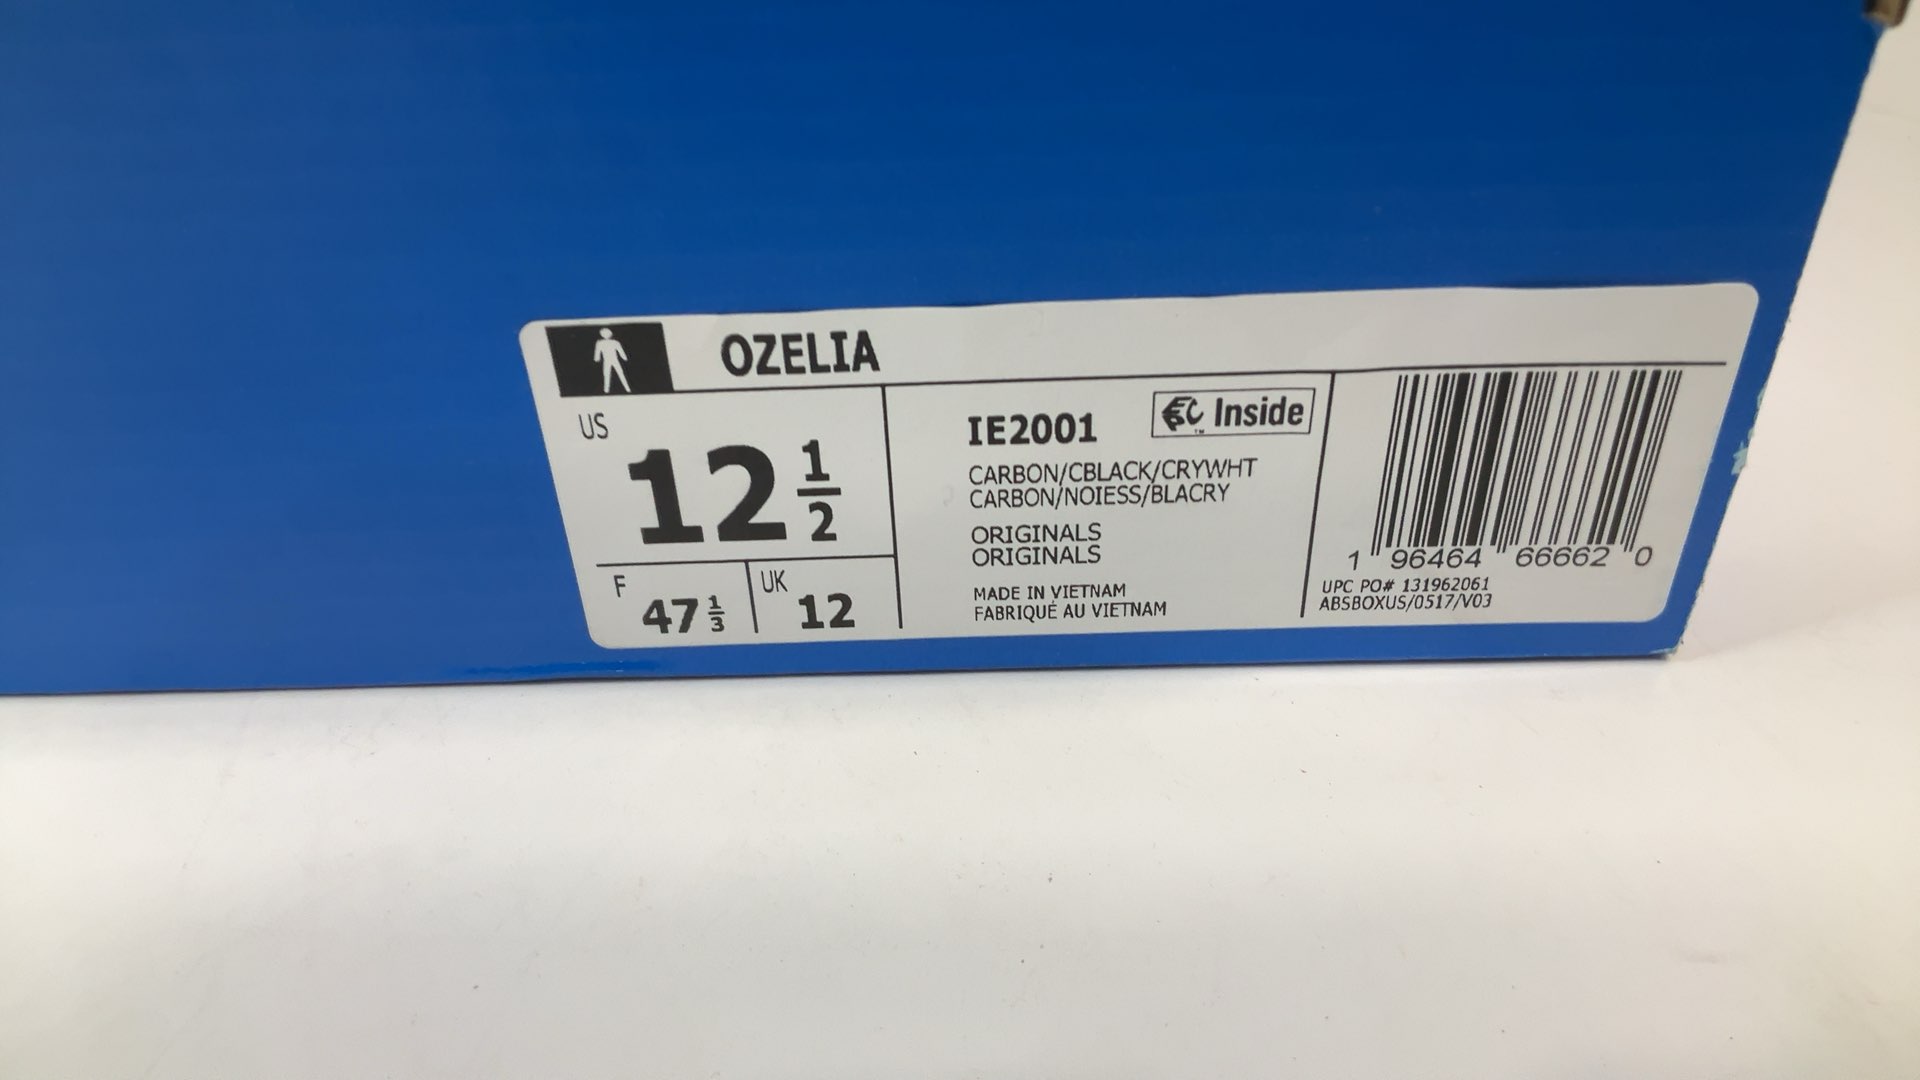 OZELIA
US
12 1/2
F
47 1/3
UK
12
IE2001
Inside
™
CARBON/CBLACK/CRYWHT
CARBON/NOIESS/BLACRY
ORIGINALS
ORIGINALS
MADE IN VIETNAM
FABRIQUÉ AU VIETNAM
1 96464 66662 0
UPC PO# 131962061
ABSBOXUS/0517/V03